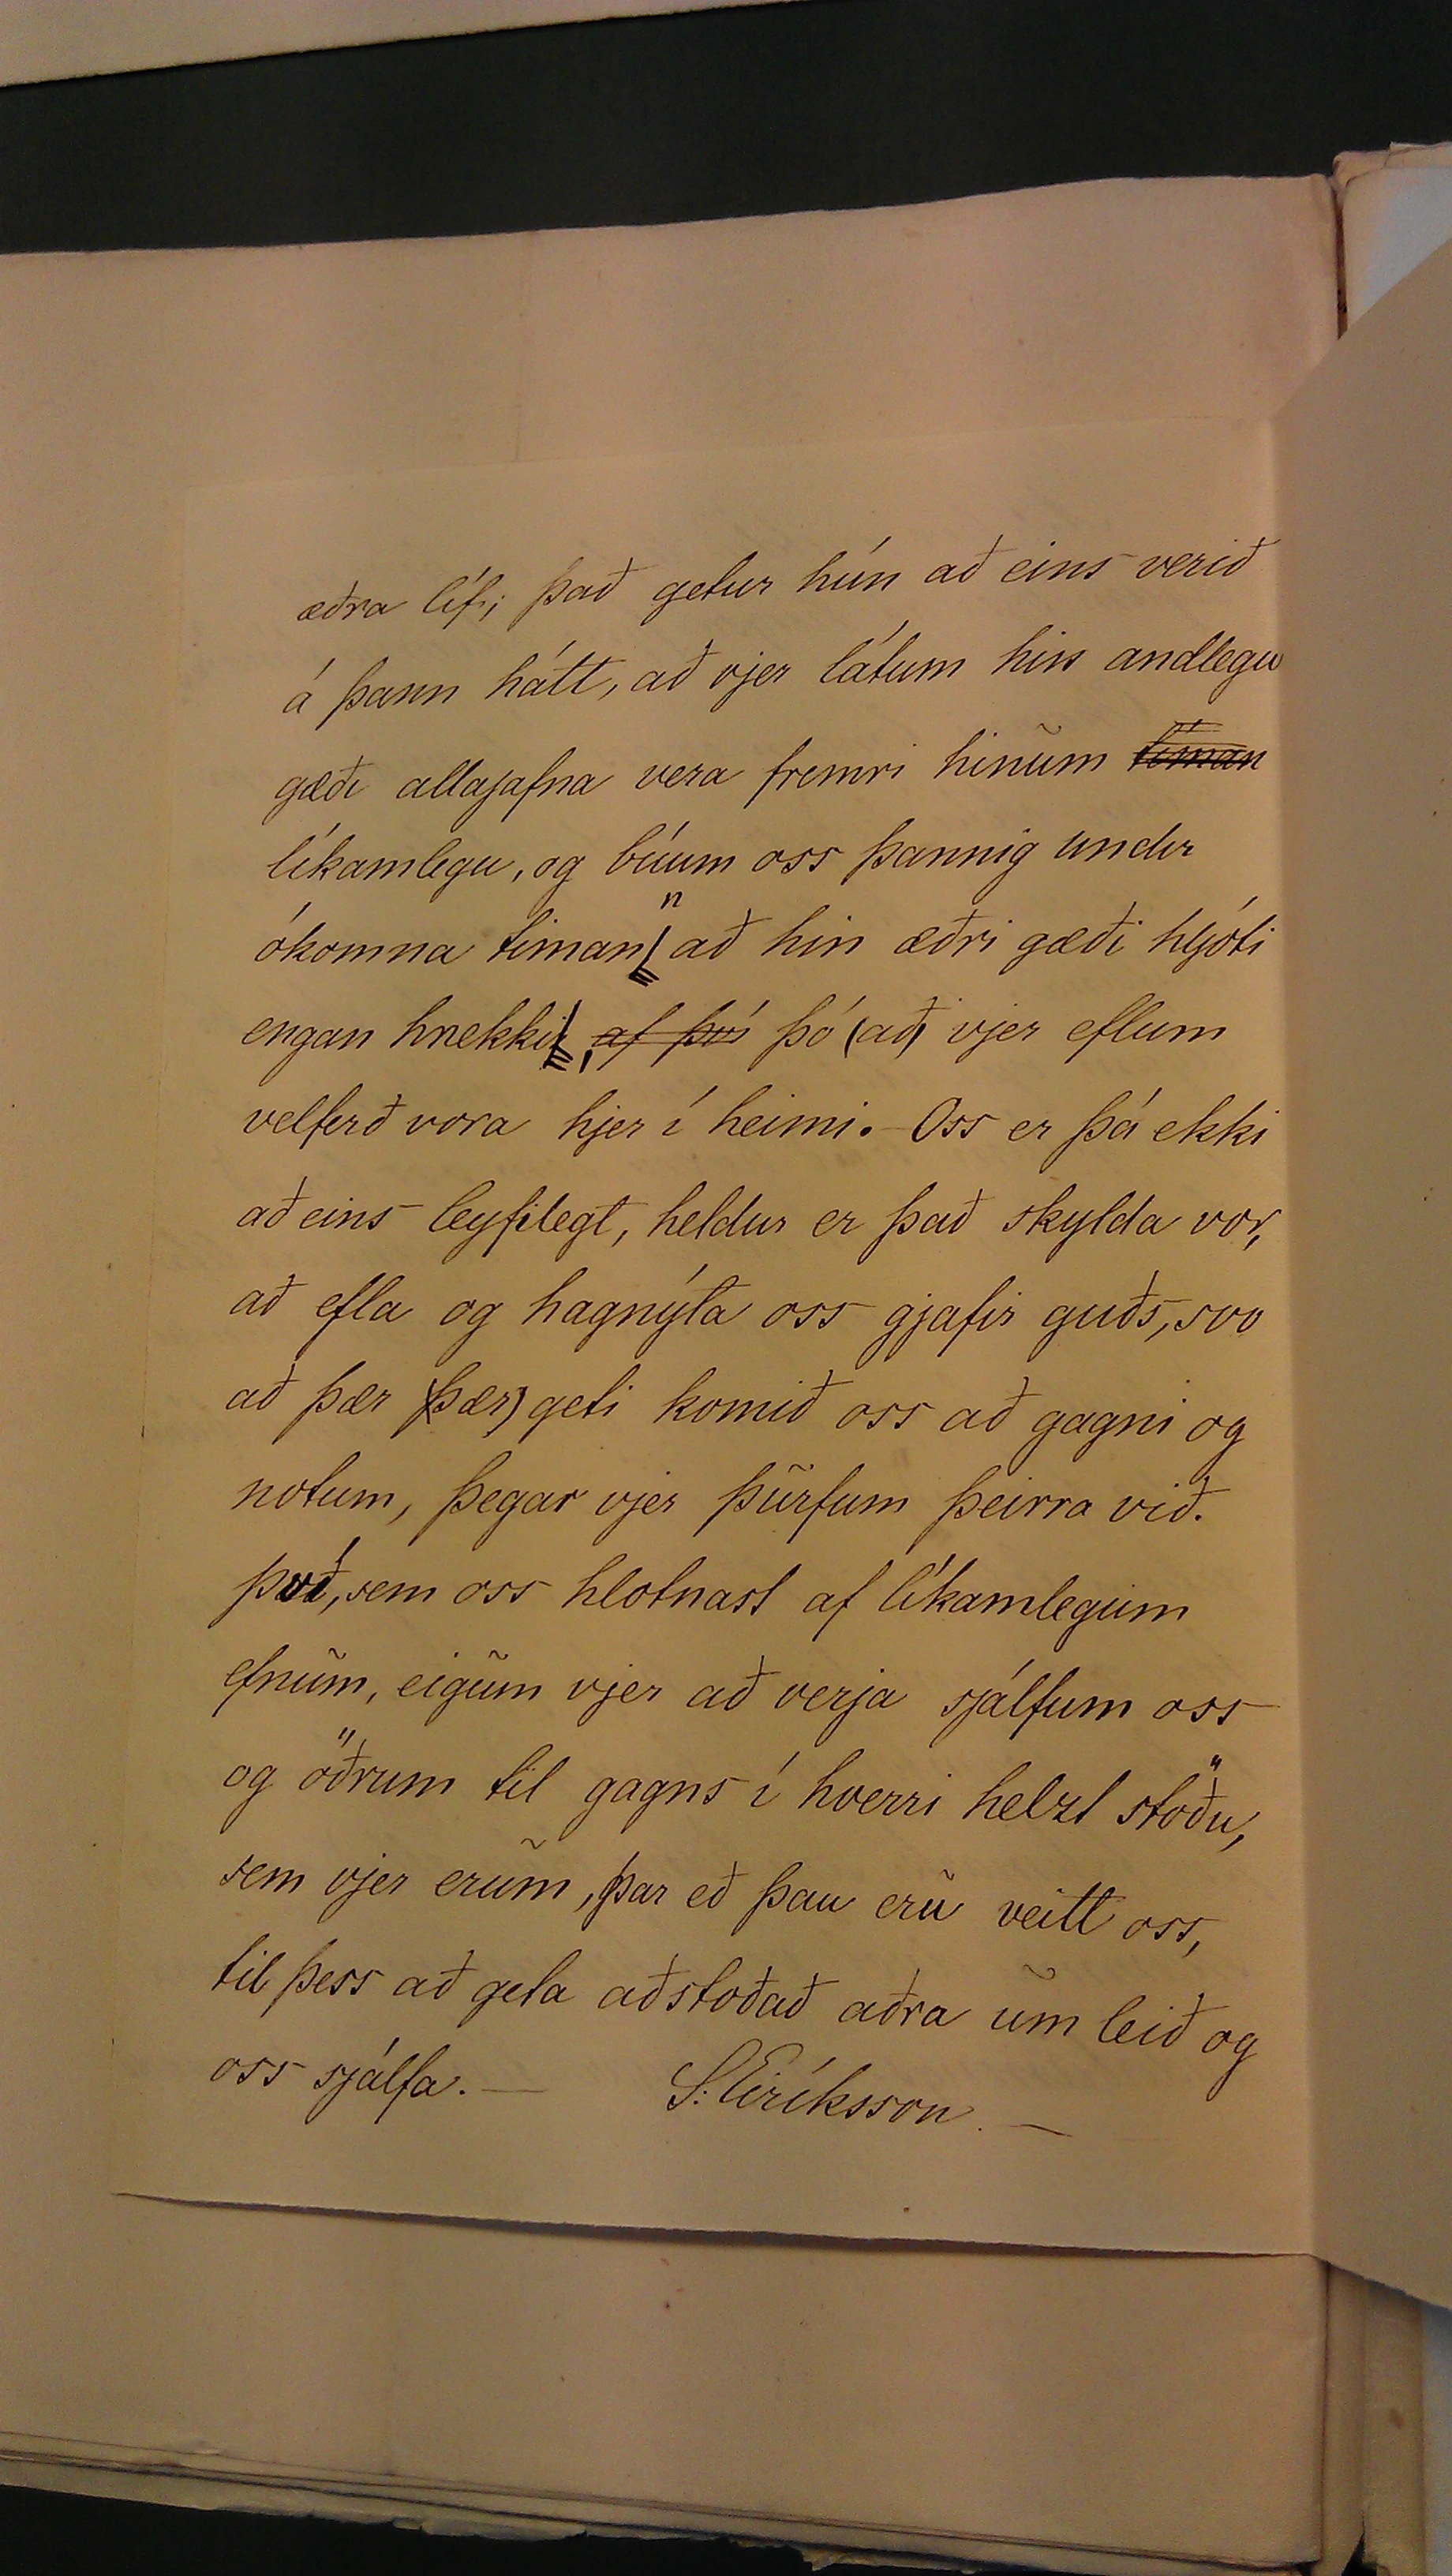 æðra líf; það getur hún að eins verið
á þann hátt, að vjer látum hin andlegu
gæði allajafna vera fremri hinum tíman
líkamlegu, og búum oss þannig undir
ókomna timann að hin æðri gæði hljóti
engan hnekkir, af því þó (að) vjer eflum
velferð vora hjer í heimi. Oss er þá ekki
að eins leyfilegt, heldur er það skylda vor,
að efla og hagnýta oss gjafir guðs, svo
að þær (þær) geti komið oss að gagni og
notum, þegar vjer þurfum þeirra við.
því, sem oss hlotnast af líkamlegum
efnum, eigum vjer að verja sjálfum oss
og öðrum til gagns í hverri helzt stöðu,
sem vjer erum, þar eð þau eru veitt oss,
til þess að geta aðstoðað aðra um leið og
oss sjálfa. — S. Eiríksson. —